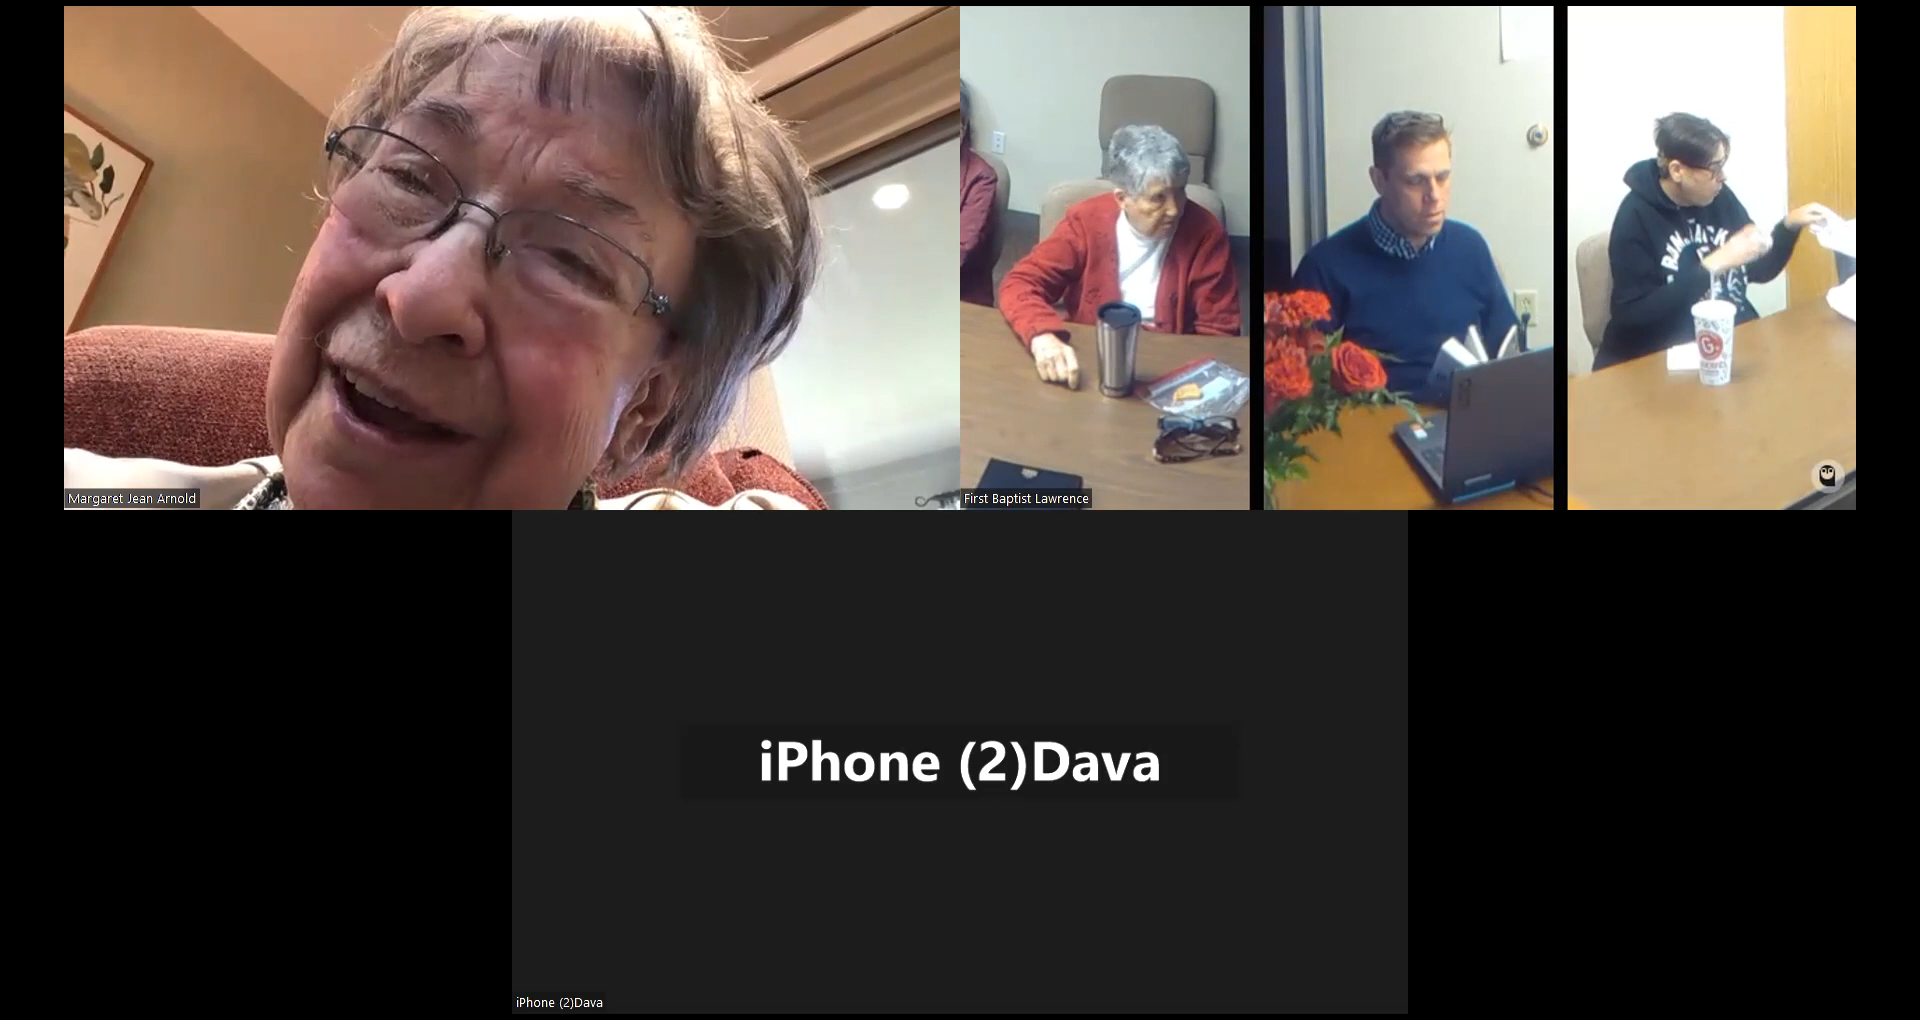 Margaret Jean Arnold
First Baptist Lawrence
G.
iPhone (2)Dava
iPhone (2)Dava